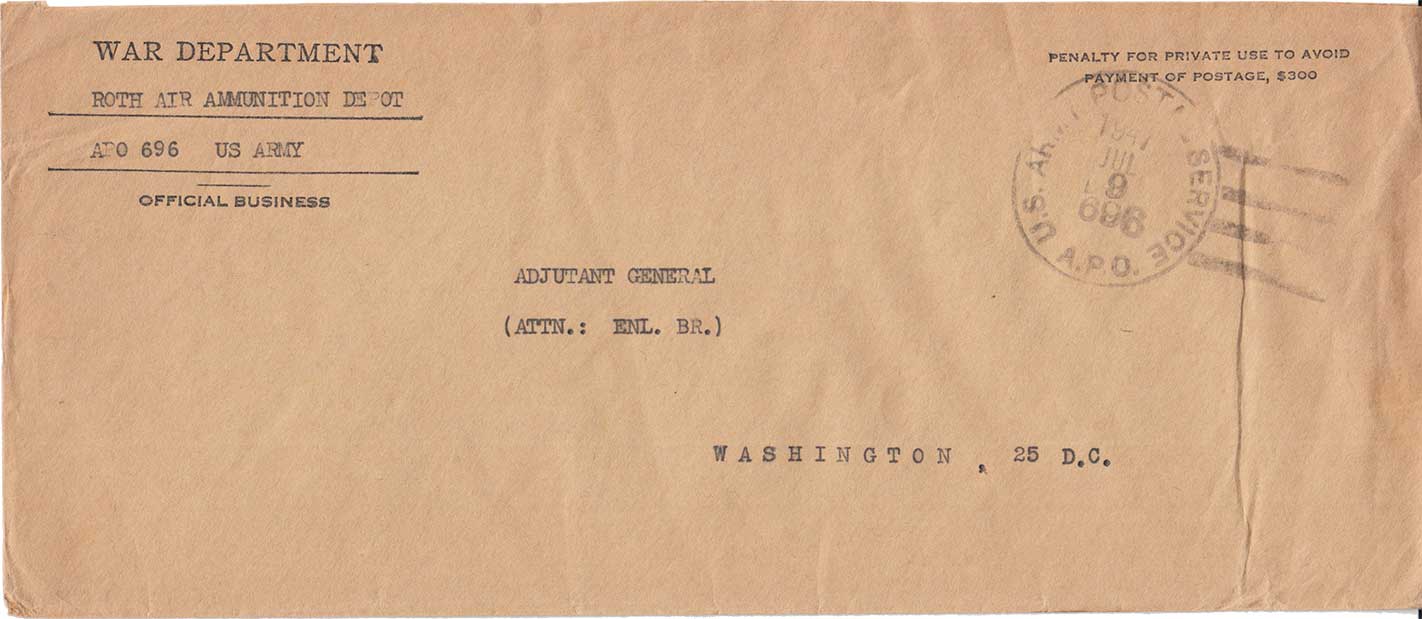 WAR DEPARTMENT
ROTH AIR AMMUNITION DEPOT
APO 696 US ARMY
OFFICIAL BUSINESS
PENALTY FOR PRIVATE USE TO AVOID
PAYMENT OF POSTAGE, $300
U.S. ARMY POSTAL SERVICE
1947
JUL
9
696
A.P.O.
ADJUTANT GENERAL
(ATTN.: ENL. BR.)
WASHINGTON, 25 D.C.